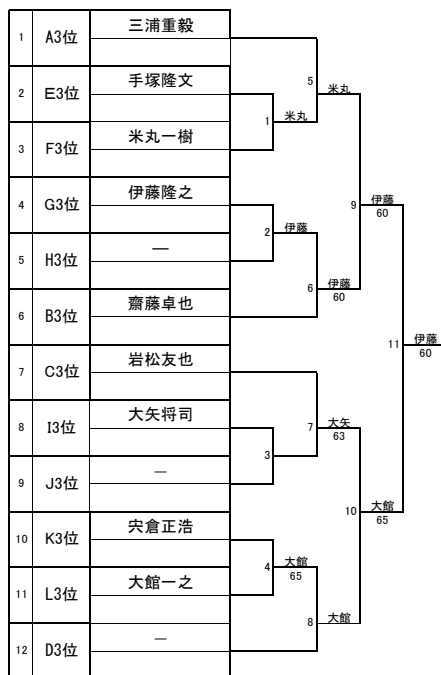 1 A3位 三浦重毅
2 E3位 手塚隆文
3 F3位 米丸一樹
4 G3位 伊藤隆之
5 H3位 ―
6 B3位 齋藤卓也
7 C3位 岩松友也
8 I3位 大矢将司
9 J3位 ―
10 K3位 宍倉正浩
11 L3位 大館一之
12 D3位 ―
1 米丸
2 伊藤
3
4 大館
65
5 米丸
6 伊藤
60
7 大矢
63
8 大館
9 伊藤
60
10 大館
65
11 伊藤
60